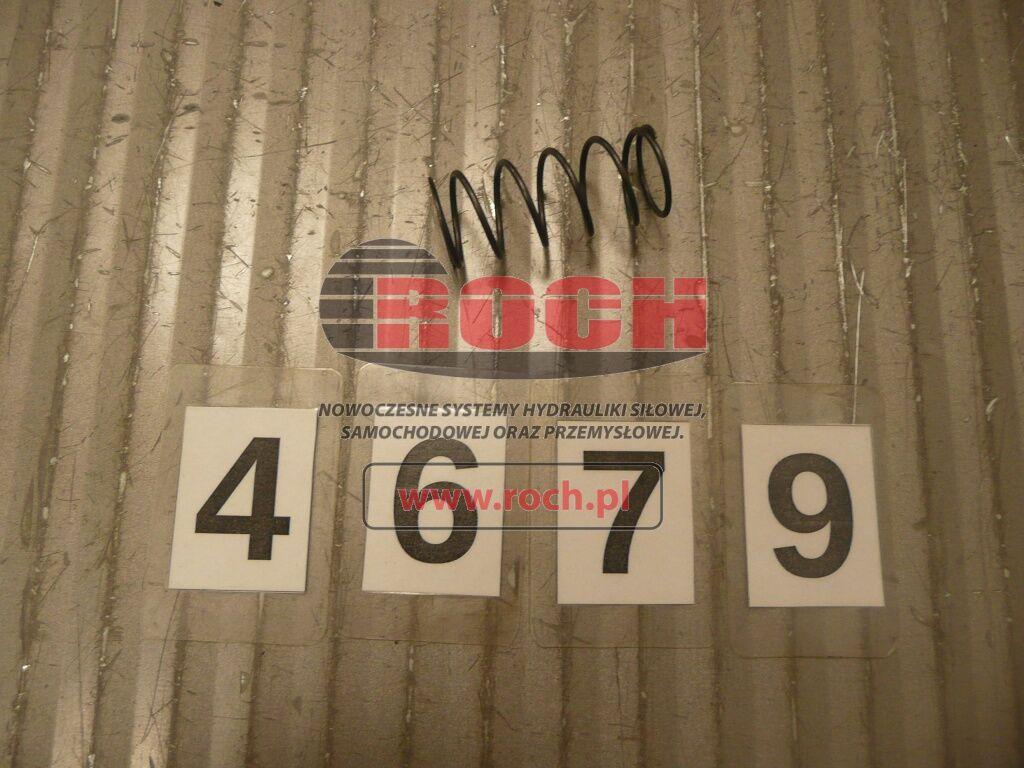 ROCH
NOWOCZESNE SYSTEMY HYDRAULIKI SIŁOWEJ,
SAMOCHODOWEJ ORAZ PRZEMYSŁOWEJ.
www.roch.pl
4 6 7 9